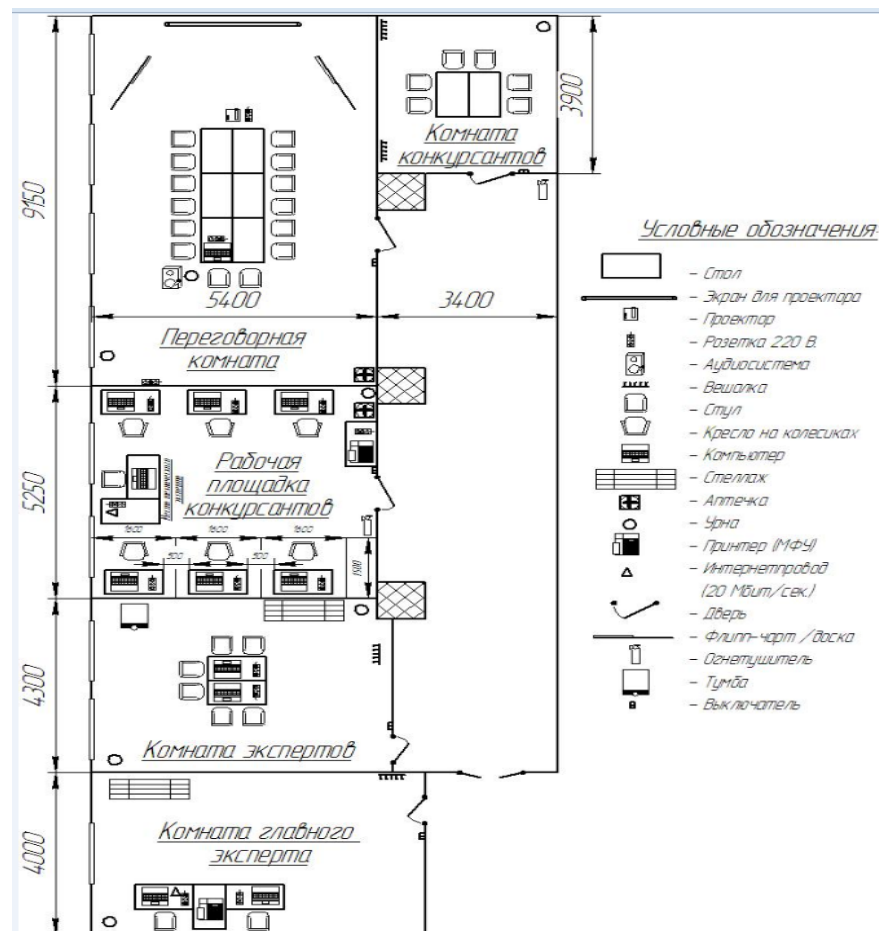 3900
Комната
конкурсантов
9150
5400
3400
Переговорная
комната
5250
Рабочая
площадка
конкурсантов
1600
1600
1600
500
500
1500
4300
Комната экспертов
4000
Комната главного
эксперта
Условные обозначения
- Стол
- Экран для проектора
- Проектор
- Розетка 220 В.
- Аудиосистема
- Вешалка
- Стул
- Кресло на колесиках
- Компьютер
- Стеллаж
- Аптечка
- Урна
- Принтер (МФУ)
- Интернетпровод
(20 Мбит/сек.)
- Дверь
- Флипп-чарт /доска
- Огнетушитель
- Тумба
- Выключатель